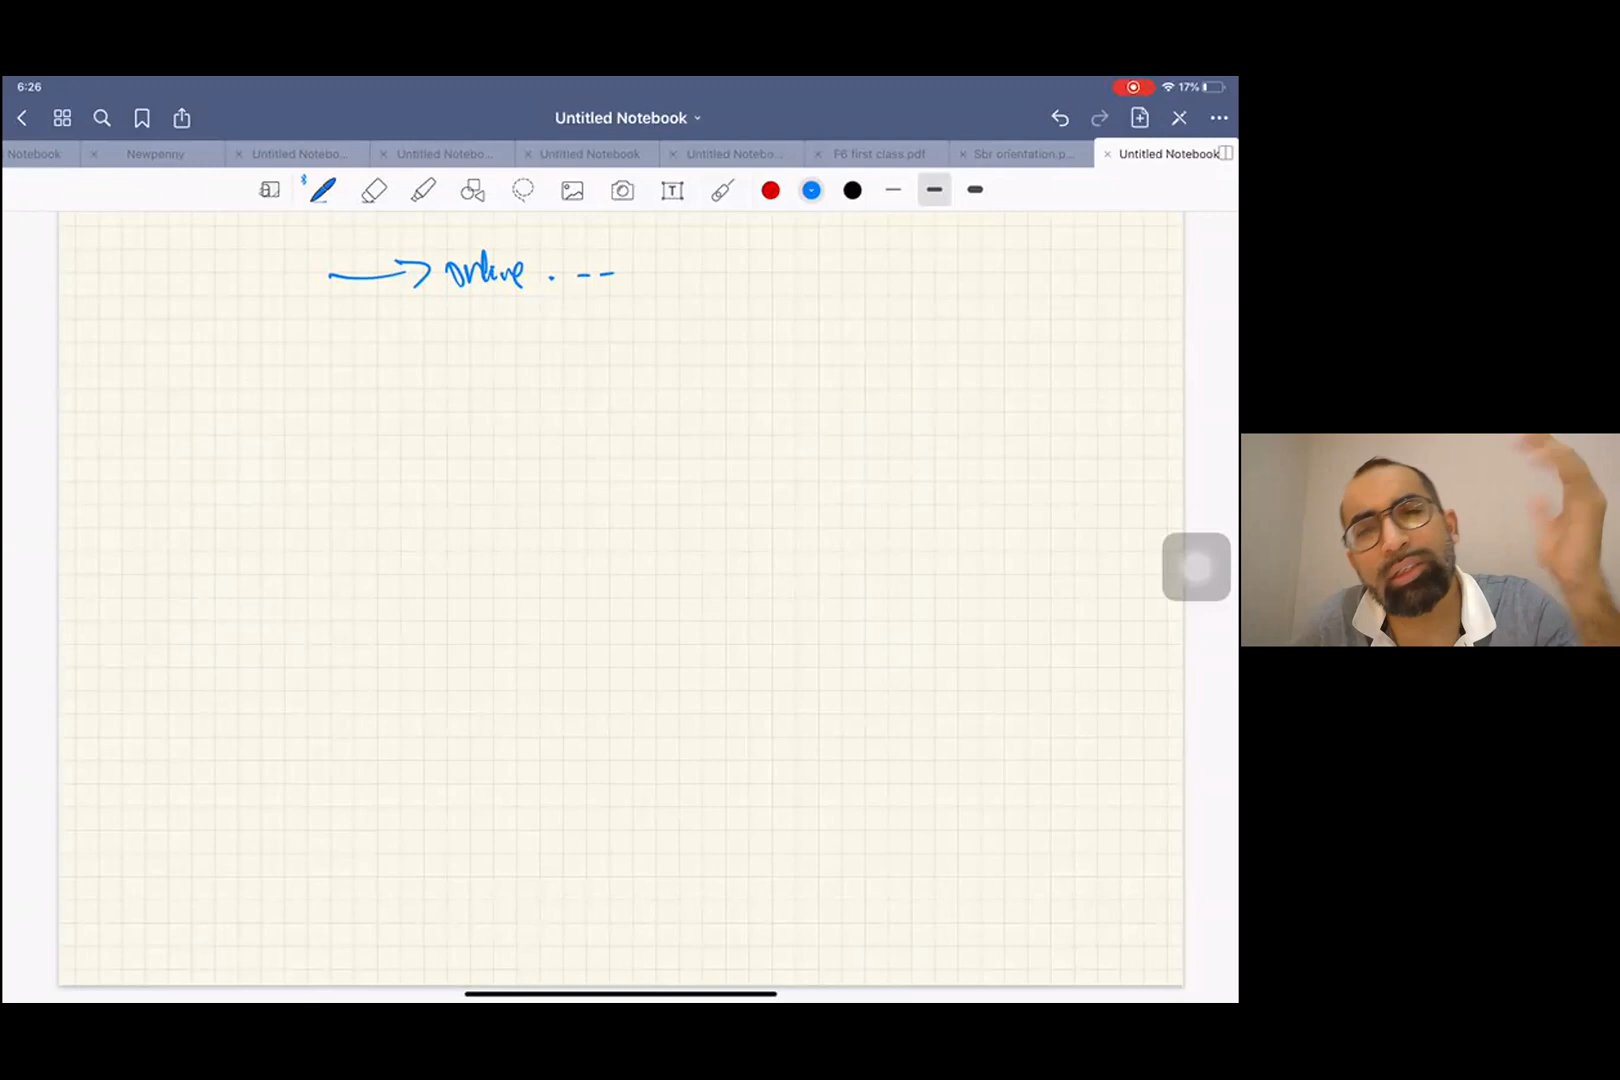 6:26
17%
Untitled Notebook
Notebook
Newpenny
Untitled Notebo...
Untitled Notebo...
Untitled Notebook
Untitled Notebo...
F6 first class.pdf
Sbr orientation.p...
Untitled Notebook
T
→ online . --